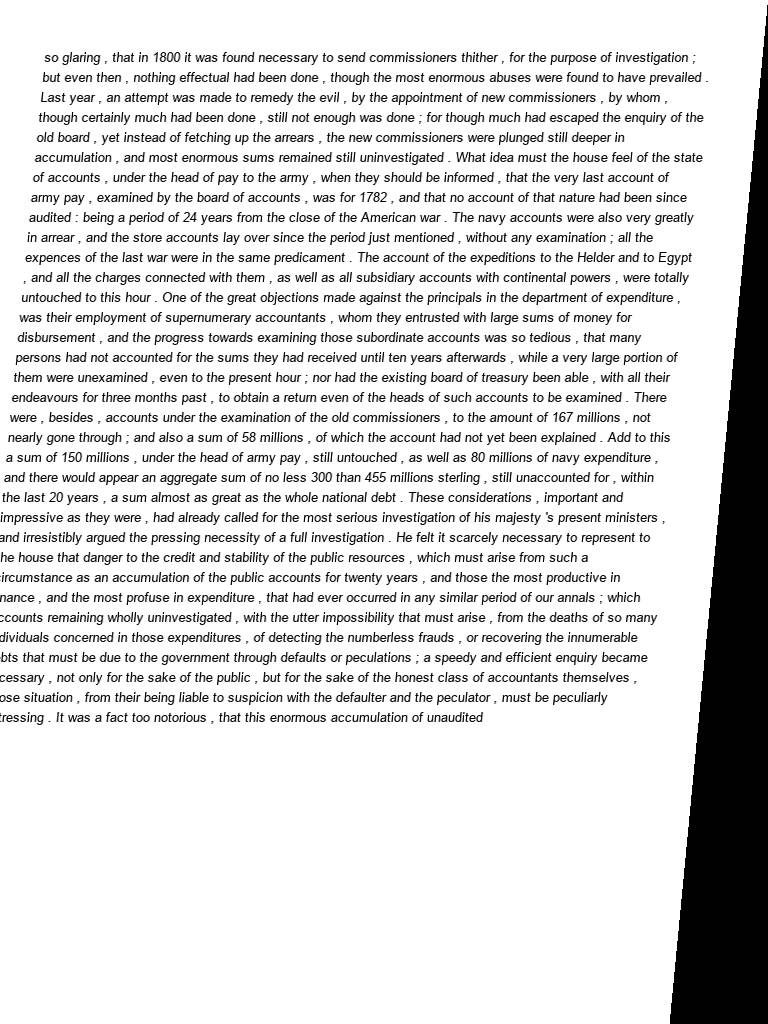 so glaring , that in 1800 it was found necessary to send commissioners thither , for the purpose of investigation ;
but even then , nothing effectual had been done , though the most enormous abuses were found to have prevailed .
Last year , an attempt was made to remedy the evil , by the appointment of new commissioners , by whom ,
though certainly much had been done , still not enough was done ; for though much had escaped the enquiry of the
old board , yet instead of fetching up the arrears , the new commissioners were plunged still deeper in
accumulation , and most enormous sums remained still uninvestigated . What idea must the house feel of the state
of accounts , under the head of pay to the army , when they should be informed , that the very last account of
army pay , examined by the board of accounts , was for 1782 , and that no account of that nature had been since
audited : being a period of 24 years from the close of the American war . The navy accounts were also very greatly
in arrear , and the store accounts lay over since the period just mentioned , without any examination ; all the
expences of the last war were in the same predicament . The account of the expeditions to the Helder and to Egypt
, and all the charges connected with them , as well as all subsidiary accounts with continental powers , were totally
untouched to this hour . One of the great objections made against the principals in the department of expenditure ,
was their employment of supernumerary accountants , whom they entrusted with large sums of money for
disbursement , and the progress towards examining those subordinate accounts was so tedious , that many
persons had not accounted for the sums they had received until ten years afterwards , while a very large portion of
them were unexamined , even to the present hour ; nor had the existing board of treasury been able , with all their
endeavours for three months past , to obtain a return even of the heads of such accounts to be examined . There
were , besides , accounts under the examination of the old commissioners , to the amount of 167 millions , not
nearly gone through ; and also a sum of 58 millions , of which the account had not yet been explained . Add to this
a sum of 150 millions , under the head of army pay , still untouched , as well as 80 millions of navy expenditure ,
and there would appear an aggregate sum of no less 300 than 455 millions sterling , still unaccounted for , within
the last 20 years , a sum almost as great as the whole national debt . These considerations , important and
impressive as they were , had already called for the most serious investigation of his majesty 's present ministers ,
and irresistibly argued the pressing necessity of a full investigation . He felt it scarcely necessary to represent to
he house that danger to the credit and stability of the public resources , which must arise from such a
ircumstance as an accumulation of the public accounts for twenty years , and those the most productive in
nance , and the most profuse in expenditure , that had ever occurred in any similar period of our annals ; which
ccounts remaining wholly uninvestigated , with the utter impossibility that must arise , from the deaths of so many
dividuals concerned in those expenditures , of detecting the numberless frauds , or recovering the innumerable
bts that must be due to the government through defaults or peculations ; a speedy and efficient enquiry became
cessary , not only for the sake of the public , but for the sake of the honest class of accountants themselves ,
ose situation , from their being liable to suspicion with the defaulter and the peculator , must be peculiarly
tressing . It was a fact too notorious , that this enormous accumulation of unaudited